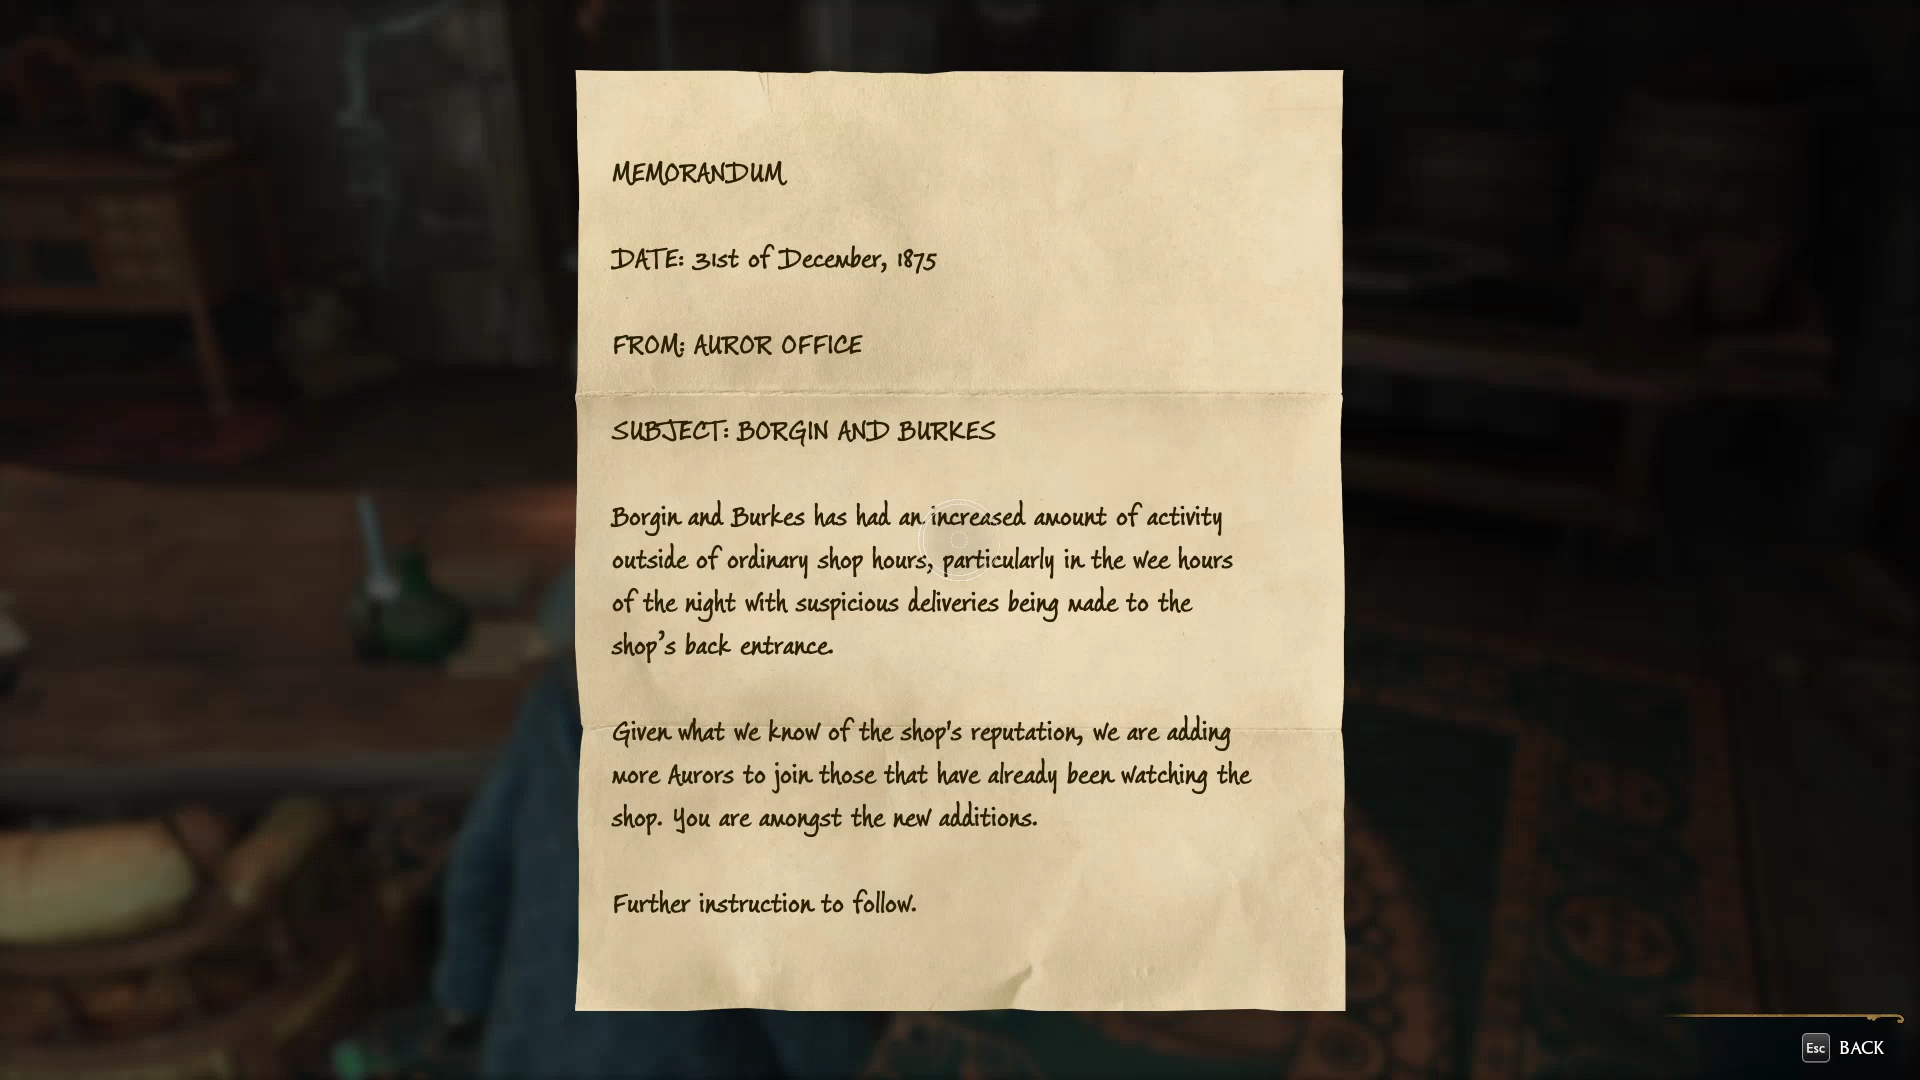 MEMORANDUM
DATE: 31st of December, 1875
FROM: AUROR OFFICE
SUBJECT: BORGIN AND BURKES
Borgin and Burkes has had an increased amount of activity
outside of ordinary shop hours, particularly in the wee hours
of the night with suspicious deliveries being made to the
shop’s back entrance.
Given what we know of the shop's reputation, we are adding
more Aurors to join those that have already been watching the
shop. You are amongst the new additions.
Further instruction to follow.
Esc BACK